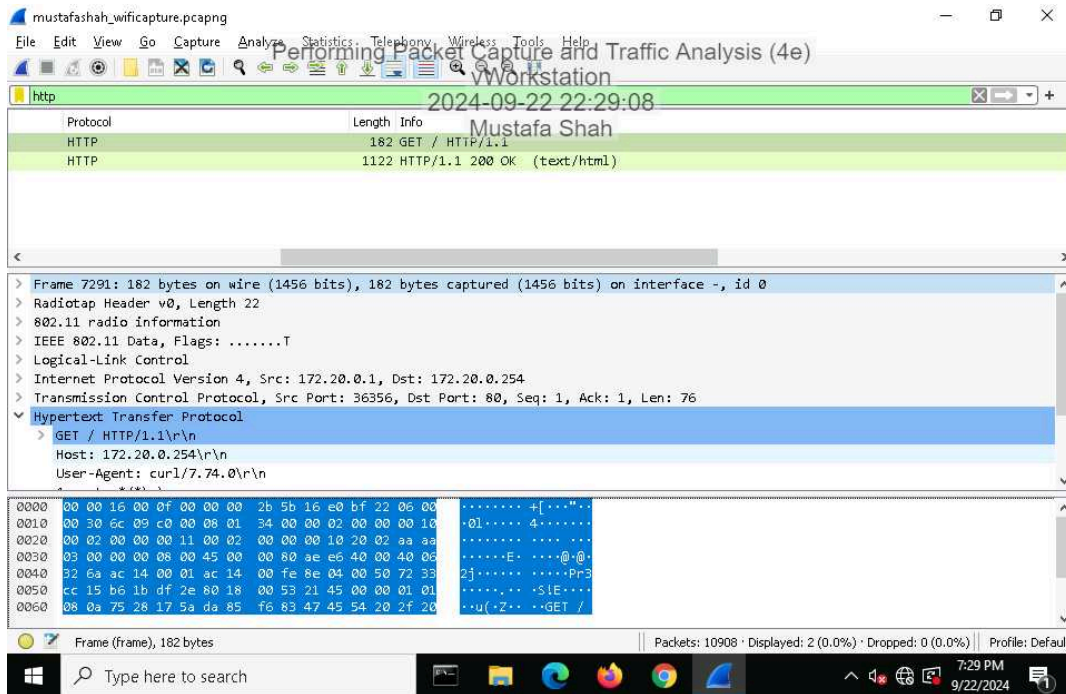 mustafashah_wificapture.pcapng
File Edit View Go Capture Analyze Statistics Telephony Wireless Tools Help
Performing Packet Capture and Traffic Analysis (4e)
vWorkstation
2024-09-22 22:29:08
Mustafa Shah
http
Protocol Length Info
HTTP 182 GET / HTTP/1.1
HTTP 1122 HTTP/1.1 200 OK (text/html)
Frame 7291: 182 bytes on wire (1456 bits), 182 bytes captured (1456 bits) on interface -, id 0
Radiotap Header v0, Length 22
802.11 radio information
IEEE 802.11 Data, Flags: .......T
Logical-Link Control
Internet Protocol Version 4, Src: 172.20.0.1, Dst: 172.20.0.254
Transmission Control Protocol, Src Port: 36356, Dst Port: 80, Seq: 1, Ack: 1, Len: 76
Hypertext Transfer Protocol
GET / HTTP/1.1\r\n
Host: 172.20.0.254\r\n
User-Agent: curl/7.74.0\r\n
0000 00 00 16 00 0f 00 00 00 2b 5b 16 e0 bf 22 06 00 ········ +[···"··
0010 00 30 6c 09 c0 00 08 01 34 00 00 02 00 00 00 10 ·0l····· 4·······
0020 00 02 00 00 00 11 00 02 00 00 00 10 20 02 aa aa ········ ···· ···
0030 03 00 00 00 08 00 45 00 00 80 ae e6 40 00 40 06 ······E· ····@·@·
0040 32 6a ac 14 00 01 ac 14 00 fe 8e 04 00 50 72 33 2j······ ·····Pr3
0050 cc 15 b6 1b df 2e 80 18 00 53 21 45 00 00 01 01 ·····.·· ·S!E····
0060 08 0a 75 28 17 5a da 85 f6 83 47 45 54 20 2f 20 ··u(·Z·· ··GET /
Frame (frame), 182 bytes
Packets: 10908 · Displayed: 2 (0.0%) · Dropped: 0 (0.0%)
Profile: Defaul
Type here to search
7:29 PM
9/22/2024